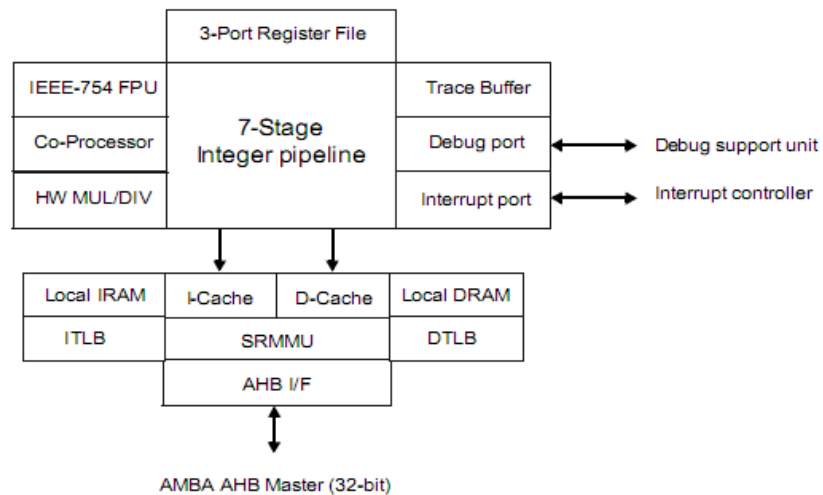 3-Port Register File
IEEE-754 FPU
Trace Buffer
7-Stage
Integer pipeline
Co-Processor
Debug port
Debug support unit
HW MUL/DIV
Interrupt port
Interrupt controller
Local IRAM
I-Cache
D-Cache
Local DRAM
ITLB
SRMMU
DTLB
AHB I/F
AMBA AHB Master (32-bit)